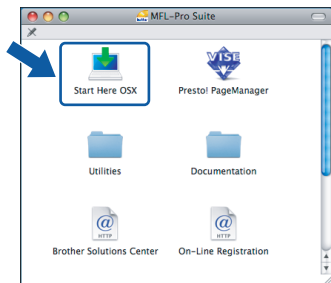 MFL-Pro Suite
VISE
Start Here OSX
Presto! PageManager
Utilities
Documentation
@
HTTP
@
HTTP
Brother Solutions Center
On-Line Registration